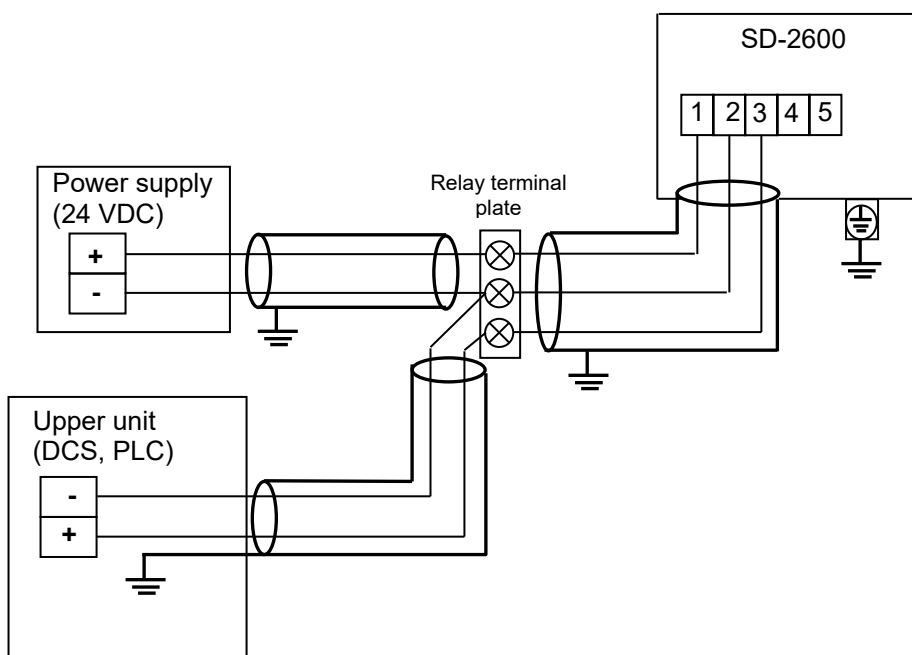 SD-2600
1 2 3 4 5
Power supply
(24 VDC)
+
-
Relay terminal
plate
Upper unit
(DCS, PLC)
-
+